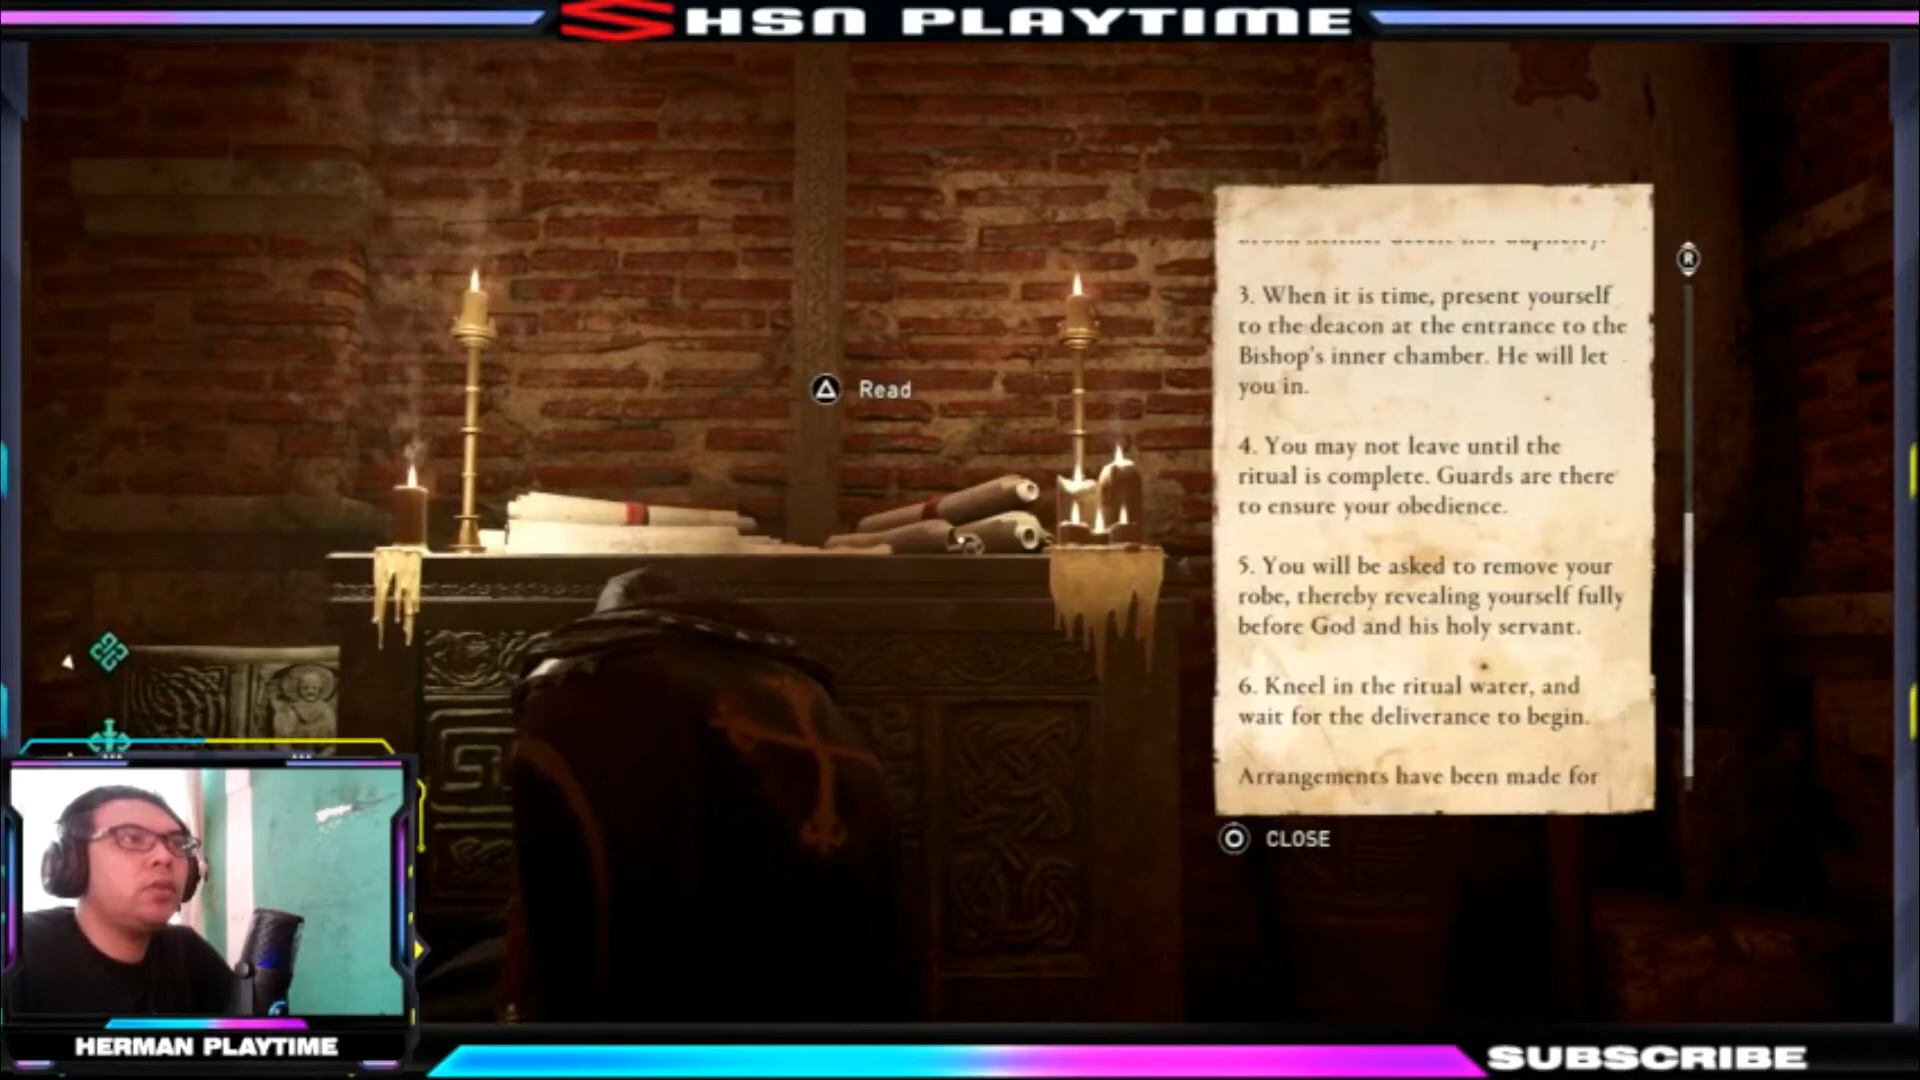 HSN PLAYTIME
3. When it is time, present yourself
to the deacon at the entrance to the
Bishop's inner chamber. He will let
you in.
4. You may not leave until the
ritual is complete. Guards are there
to ensure your obedience.
5. You will be asked to remove your
robe, thereby revealing yourself fully
before God and his holy servant.
6. Kneel in the ritual water, and
wait for the deliverance to begin.
Arrangements have been made for
R
Read
CLOSE
HERMAN PLAYTIME
SUBSCRIBE